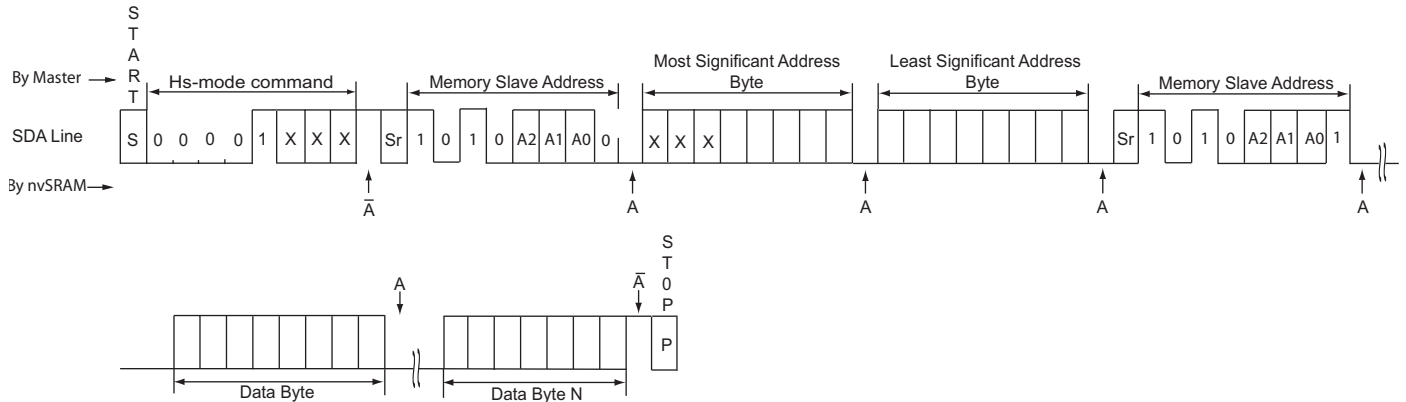 START
By Master
Hs-mode command
Memory Slave Address
Most Significant Address
Byte
Least Significant Address
Byte
Memory Slave Address
SDA Line
S 0 0 0 0 1 X X X Sr 1 0 1 0 A2 A1 A0 0 X X X Sr 1 0 1 0 A2 A1 A0 1
By nvSRAM
A̅ A A A A
A
A̅
ST0P
P
Data Byte
Data Byte N